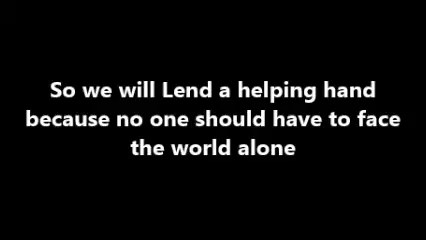 So we will Lend a helping hand
because no one should have to face
the world alone